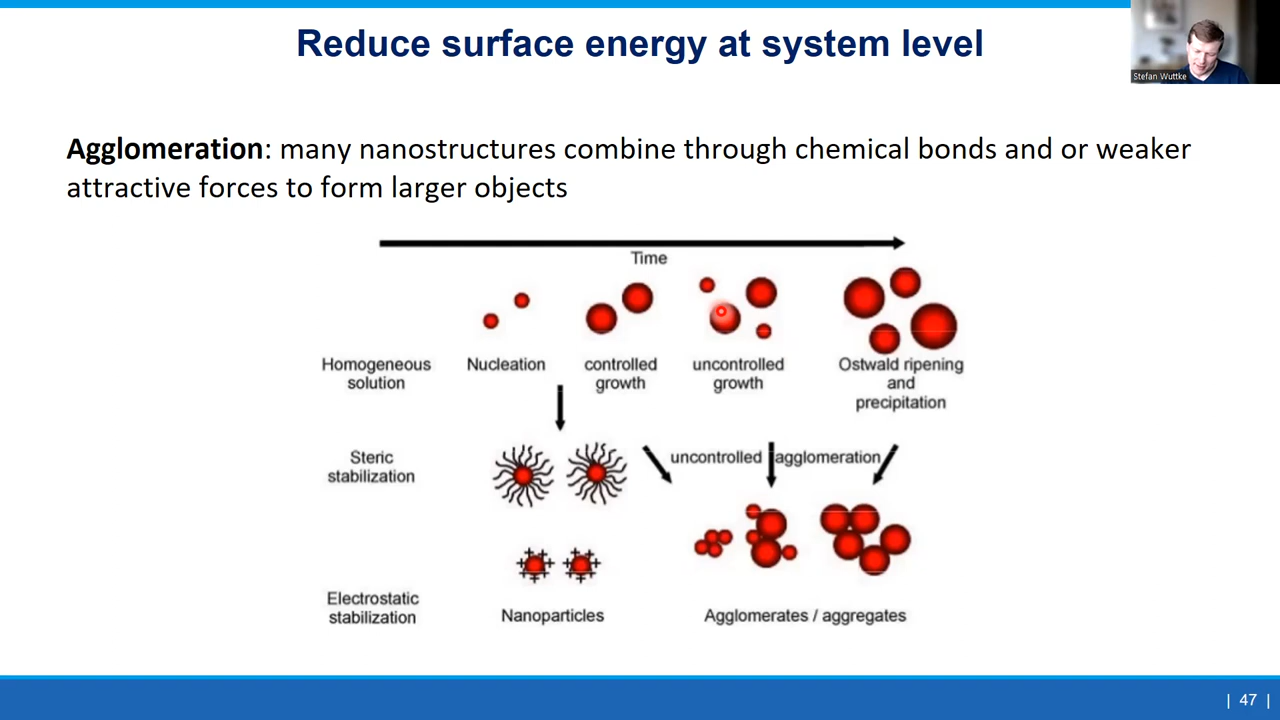 Reduce surface energy at system level
Stefan Wuttke
Agglomeration: many nanostructures combine through chemical bonds and or weaker
attractive forces to form larger objects
Time
Homogeneous
solution
Nucleation
controlled
growth
uncontrolled
growth
Ostwald ripening
and
precipitation
Steric
stabilization
uncontrolled agglomeration
Electrostatic
stabilization
Nanoparticles
Agglomerates / aggregates
| 47 |